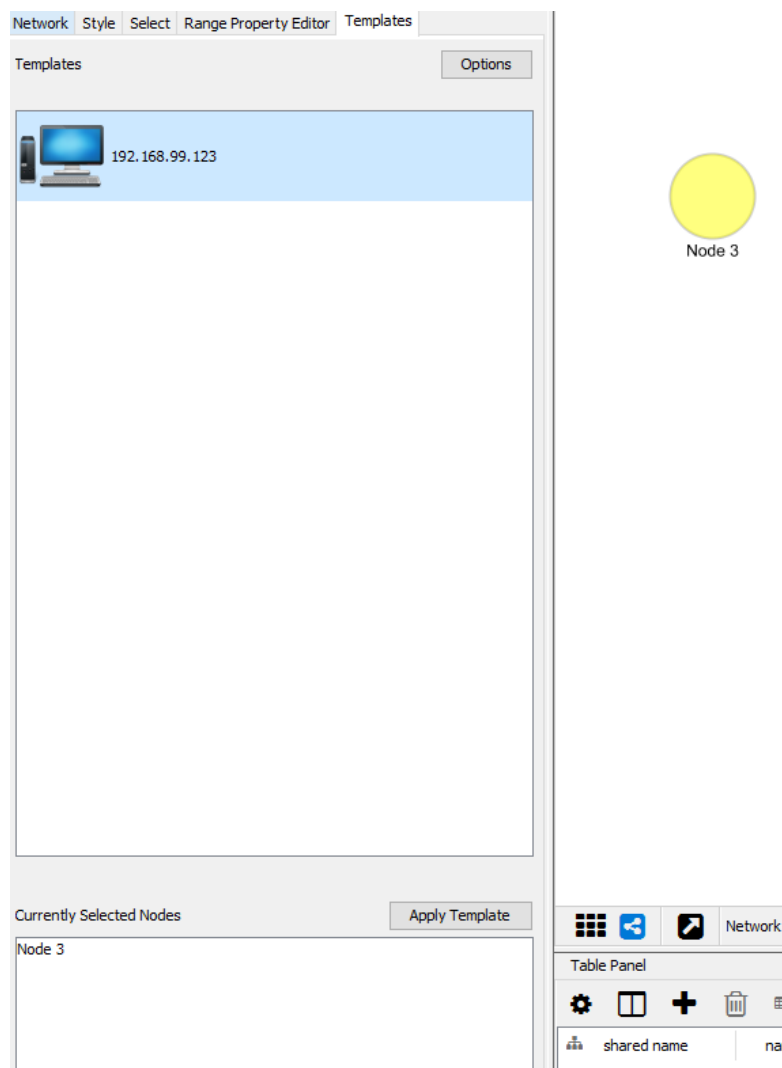 Network Style Select Range Property Editor Templates
Templates
Options
192.168.99.123
Node 3
Currently Selected Nodes
Apply Template
Node 3
Network
Table Panel
shared name
na